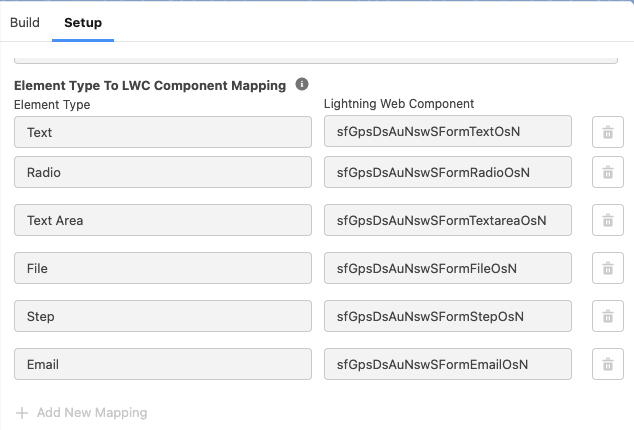 Build Setup
Element Type To LWC Component Mapping i
Element Type Lightning Web Component
Text sfGpsDsAuNswSFormTextOsN
Radio sfGpsDsAuNswSFormRadioOsN
Text Area sfGpsDsAuNswSFormTextareaOsN
File sfGpsDsAuNswSFormFileOsN
Step sfGpsDsAuNswSFormStepOsN
Email sfGpsDsAuNswSFormEmailOsN
Add New Mapping